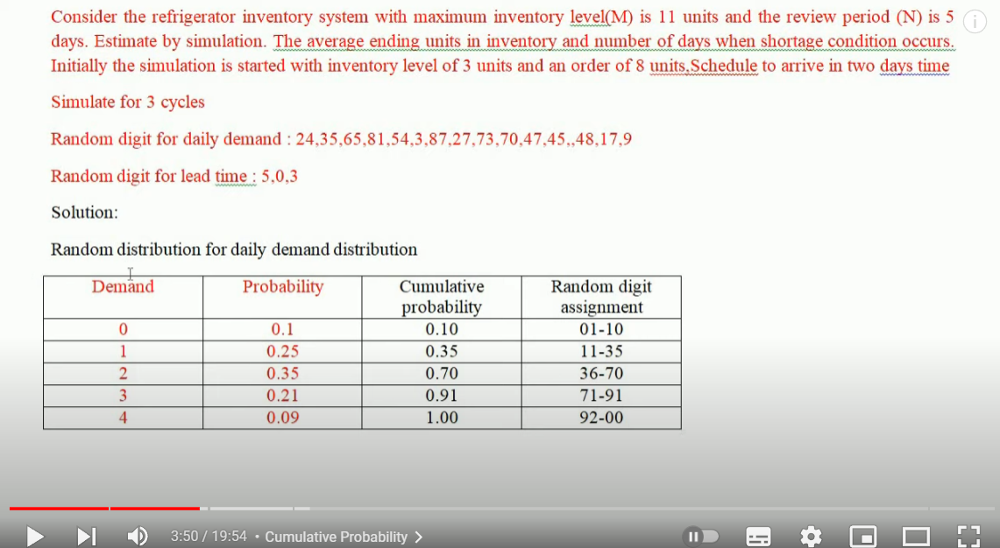 Consider the refrigerator inventory system with maximum inventory level(M) is 11 units and the review period (N) is 5
days. Estimate by simulation. The average ending units in inventory and number of days when shortage condition occurs.
Initially the simulation is started with inventory level of 3 units and an order of 8 units,Schedule to arrive in two days time
Simulate for 3 cycles
Random digit for daily demand : 24,35,65,81,54,3,87,27,73,70,47,45,,48,17,9
Random digit for lead time : 5,0,3
Solution:
Random distribution for daily demand distribution
Demand Probability Cumulative probability Random digit assignment
0 0.1 0.10 01-10
1 0.25 0.35 11-35
2 0.35 0.70 36-70
3 0.21 0.91 71-91
4 0.09 1.00 92-00
3:50 / 19:54 • Cumulative Probability >